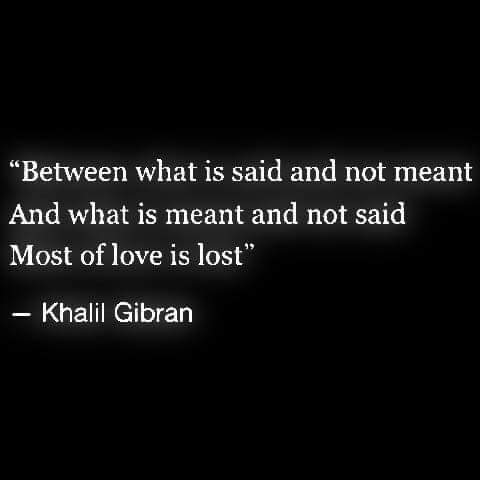 “Between what is said and not meant
And what is meant and not said
Most of love is lost”
— Khalil Gibran